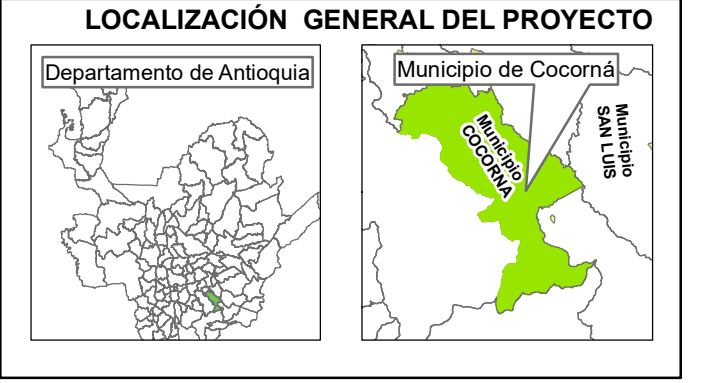 LOCALIZACIÓN GENERAL DEL PROYECTO
Departamento de Antioquia
Municipio de Cocorná
Municipio
COCORNA
Municipio
SAN LUIS